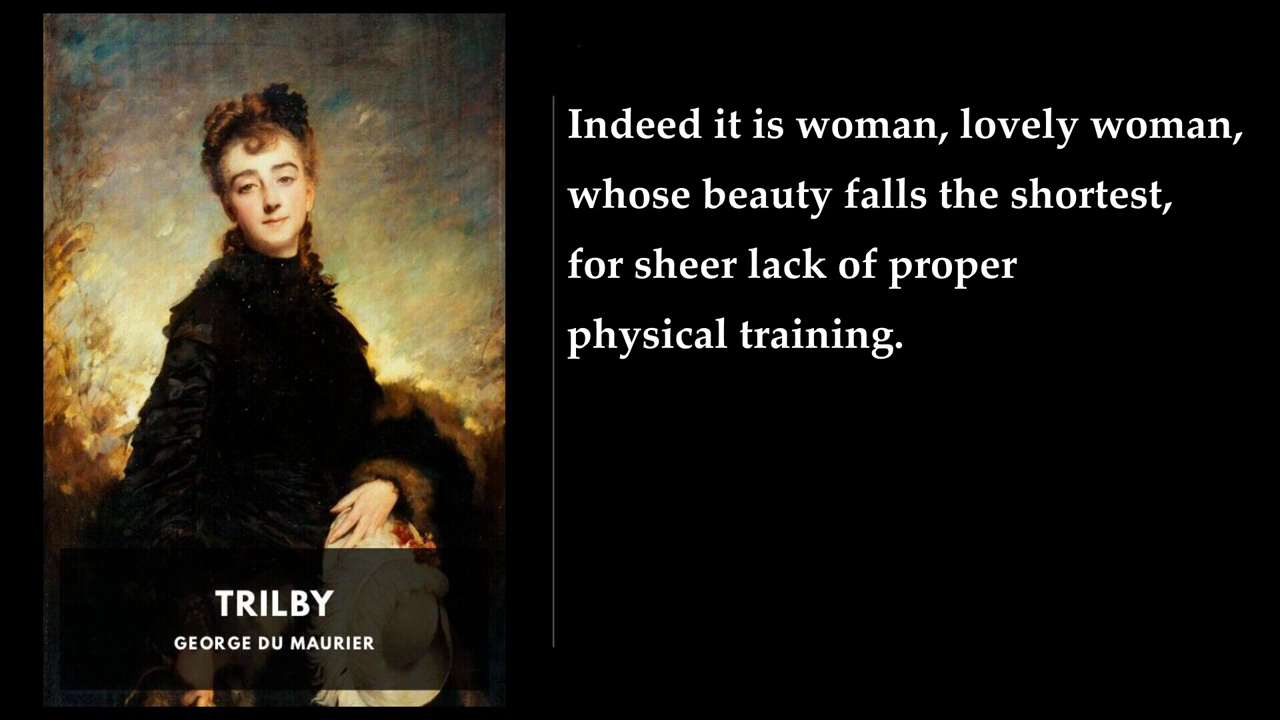 TRILBY
GEORGE DU MAURIER
Indeed it is woman, lovely woman,
whose beauty falls the shortest,
for sheer lack of proper
physical training.